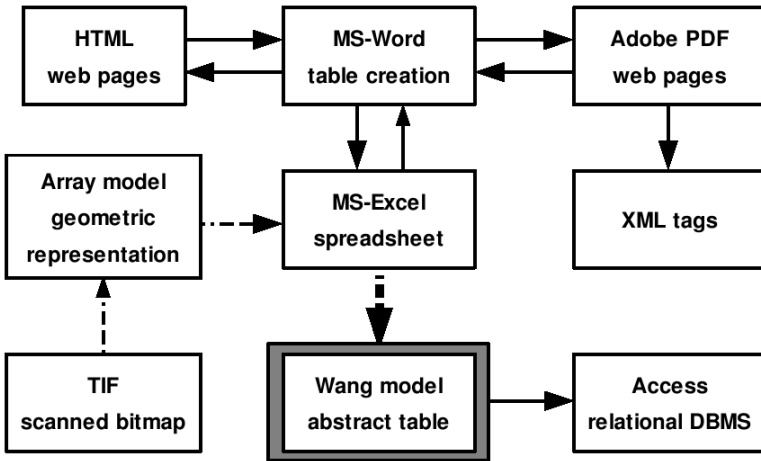 HTML
web pages
MS-Word
table creation
Adobe PDF
web pages
Array model
geometric
representation
MS-Excel
spreadsheet
XML tags
TIF
scanned bitmap
Wang model
abstract table
Access
relational DBMS